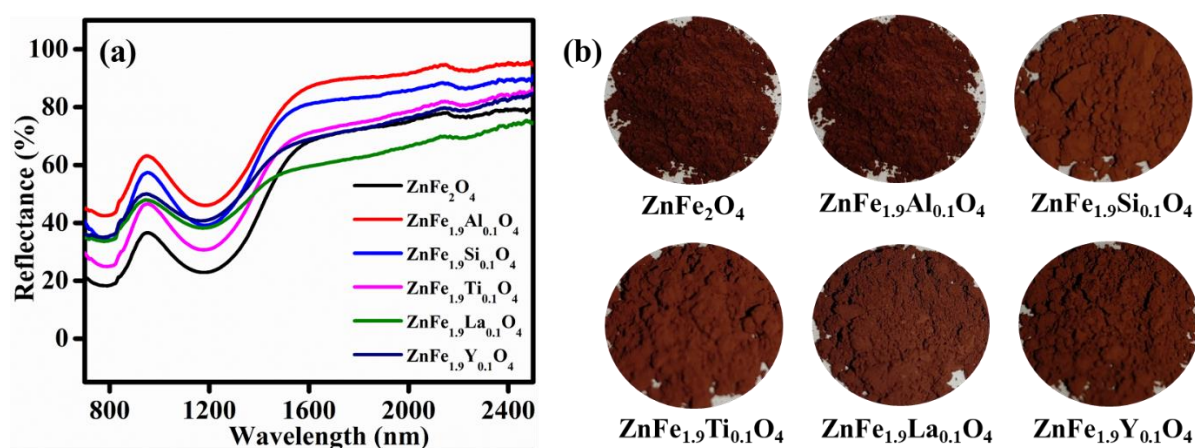 (a)
Reflectance (%)
100
80
60
40
20
0
ZnFe₂O₄
ZnFe₁.₉Al₀.₁O₄
ZnFe₁.₉Si₀.₁O₄
ZnFe₁.₉Ti₀.₁O₄
ZnFe₁.₉La₀.₁O₄
ZnFe₁.₉Y₀.₁O₄
800 1200 1600 2000 2400
Wavelength (nm)
(b)
ZnFe₂O₄ ZnFe₁.₉Al₀.₁O₄ ZnFe₁.₉Si₀.₁O₄
ZnFe₁.₉Ti₀.₁O₄ ZnFe₁.₉La₀.₁O₄ ZnFe₁.₉Y₀.₁O₄